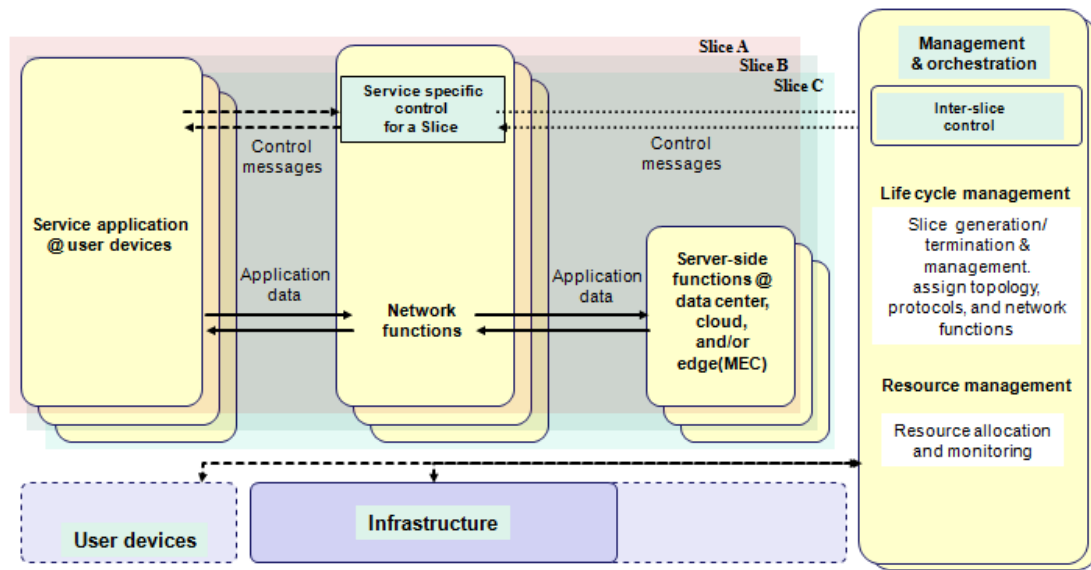 Slice A
Slice B
Slice C
Service application
@ user devices
Service specific
control
for a Slice
Control
messages
Control
messages
Application
data
Network
functions
Application
data
Server-side
functions @
data center,
cloud,
and/or
edge(MEC)
Management
& orchestration
Inter-slice
control
Life cycle management
Slice generation/
termination &
management.
assign topology,
protocols, and network
functions
Resource management
Resource allocation
and monitoring
User devices
Infrastructure